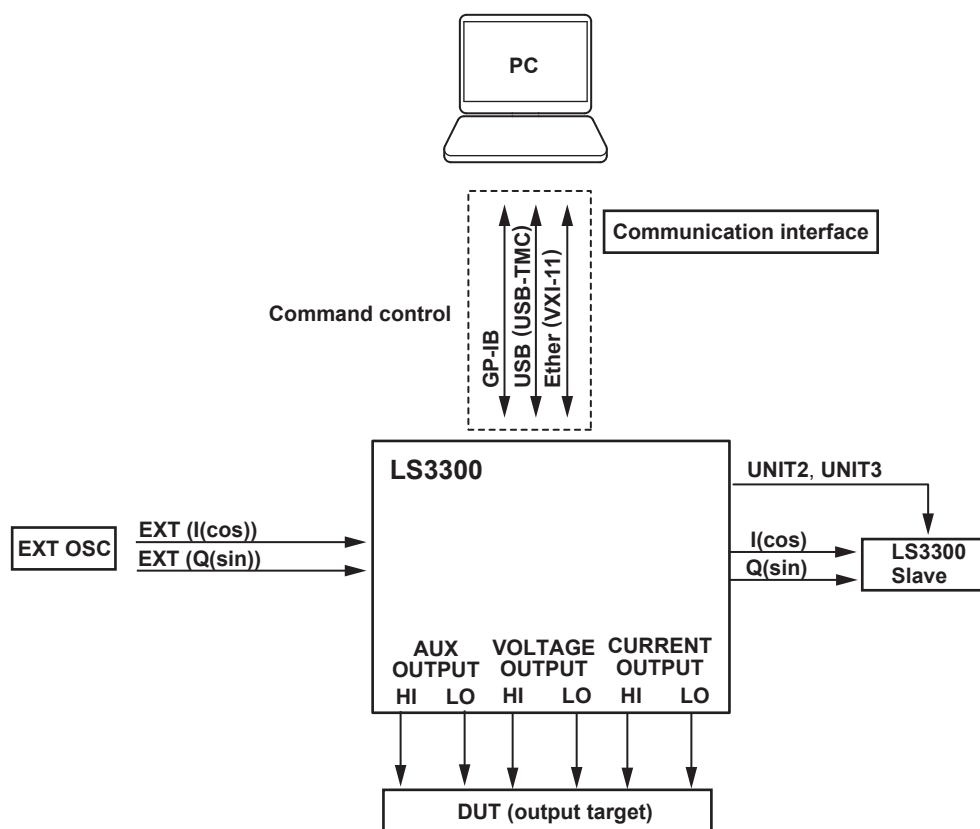 PC
Communication interface
Command control
GP-IB
USB (USB-TMC)
Ether (VXI-11)
LS3300
UNIT2, UNIT3
EXT OSC
EXT (I(cos))
EXT (Q(sin))
I(cos)
Q(sin)
LS3300
Slave
AUX
OUTPUT
HI LO
VOLTAGE
OUTPUT
HI LO
CURRENT
OUTPUT
HI LO
DUT (output target)